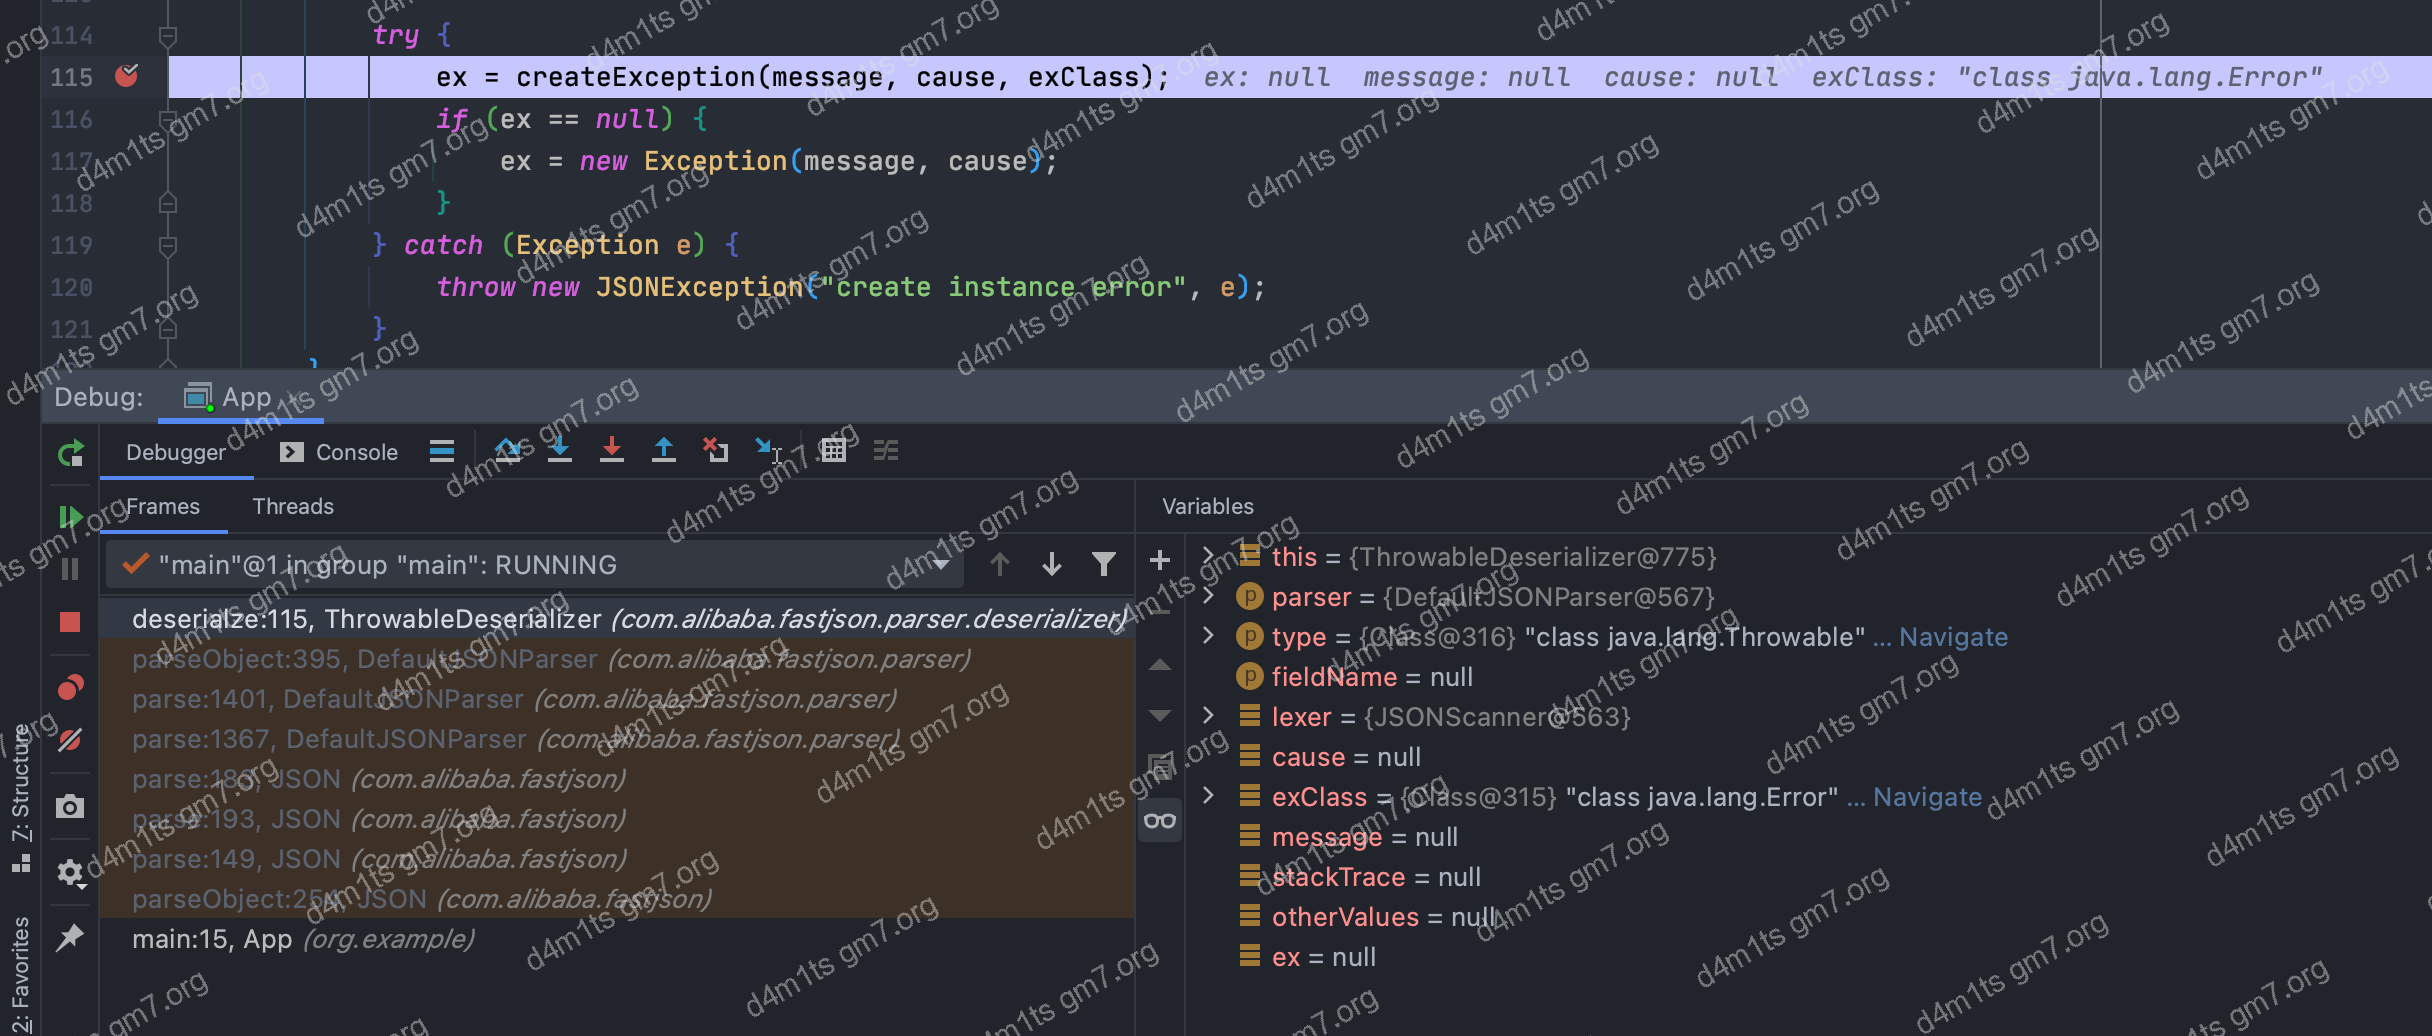 114 try {
115 ex = createException(message, cause, exClass); ex: null message: null cause: null exClass: "class java.lang.Error"
116 if (ex == null) {
117 ex = new Exception(message, cause);
118 }
119 } catch (Exception e) {
120 throw new JSONException("create instance error", e);
121 }
}
Debug: App
Debugger Console
Frames Threads
Variables
"main"@1 in group "main": RUNNING
deserialze:115, ThrowableDeserializer (com.alibaba.fastjson.parser.deserializer)
parseObject:395, DefaultJSONParser (com.alibaba.fastjson.parser)
parse:1401, DefaultJSONParser (com.alibaba.fastjson.parser)
parse:1367, DefaultJSONParser (com.alibaba.fastjson.parser)
JSON (com.alibaba.fastjson)
parse:193, JSON (com.alibaba.fastjson)
parse:149, JSON (com.alibaba.fastjson)
JSON (com.alibaba.fastjson)
main:15, App (org.example)
this = {ThrowableDeserializer@775}
p parser = {DefaultJSONParser@567}
p type = {Class@316} "class java.lang.Throwable" ... Navigate
p fieldName = null
lexer = {JSONScanner@563}
cause = null
exClass = {Class@315} "class java.lang.Error" ... Navigate
message = null
stackTrace = null
otherValues = null
ex = null
7: Structure
2: Favorites
d4m1ts gm7.org